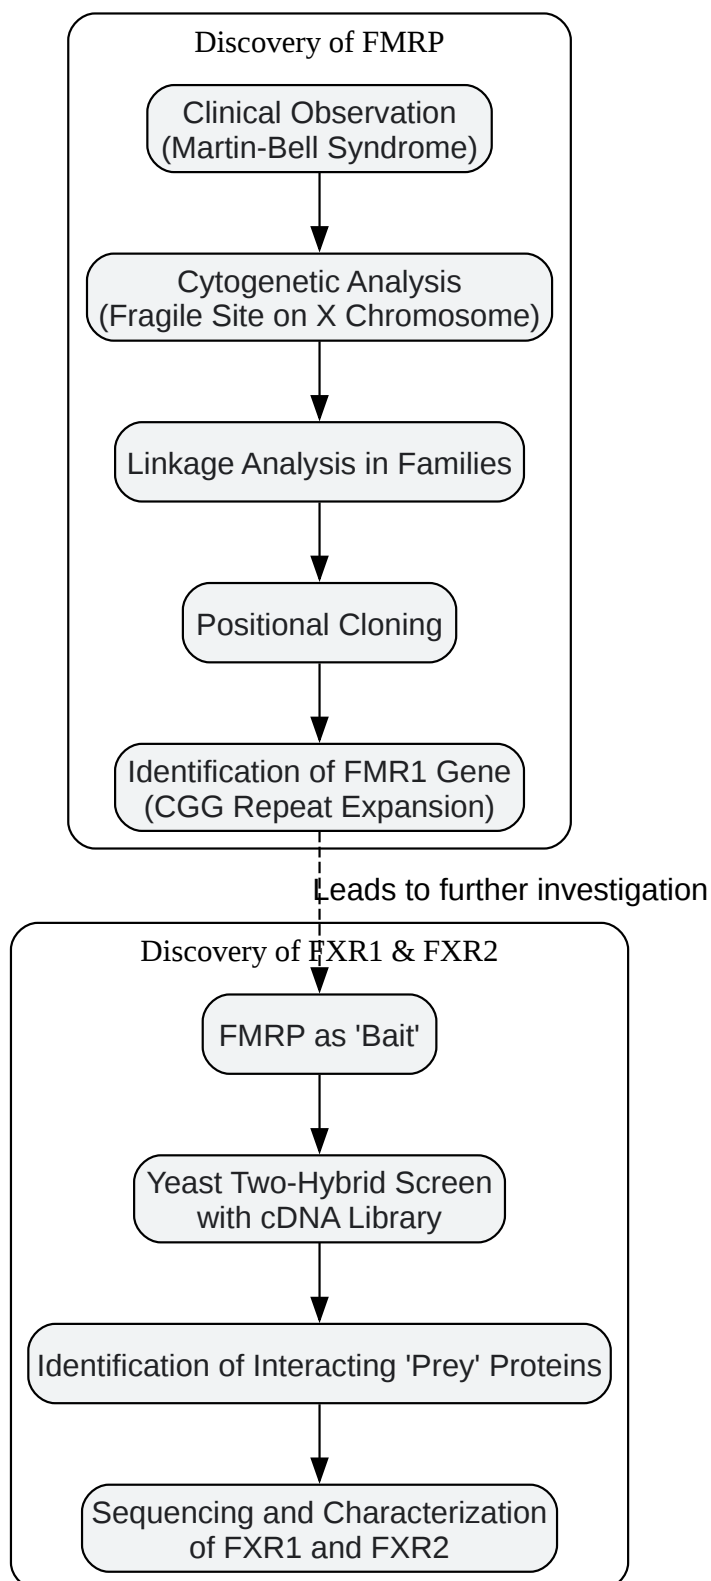 Discovery of FMRP
Clinical Observation
(Martin-Bell Syndrome)
Cytogenetic Analysis
(Fragile Site on X Chromosome)
Linkage Analysis in Families
Positional Cloning
Identification of FMR1 Gene
(CGG Repeat Expansion)
Leads to further investigation
Discovery of FXR1 & FXR2
FMRP as 'Bait'
Yeast Two-Hybrid Screen
with cDNA Library
Identification of Interacting 'Prey' Proteins
Sequencing and Characterization
of FXR1 and FXR2